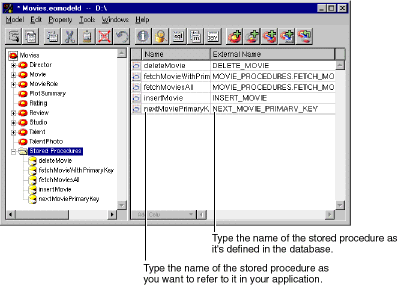 * Movies.eomodeld -- D:\
Model Edit Property Tools Windows Help
Movies
Director
Movie
MovieRole
PlotSummary
Rating
Review
Studio
Talent
TalentPhoto
Stored Procedures
deleteMovie
fetchMovieWithPrimaryKey
fetchMoviesAll
insertMovie
nextMoviePrimaryKey
Name External Name
deleteMovie DELETE_MOVIE
fetchMovieWithPrim MOVIE_PROCEDURES.FETCH_MO
fetchMoviesAll MOVIE_PROCEDURES.FETCH_MO
insertMovie INSERT_MOVIE
nextMoviePrimaryK NEXT_MOVIE_PRIMARY_KEY
Add Column
Type the name of the stored procedure as
it's defined in the database.
Type the name of the stored procedure as
you want to refer to it in your application.